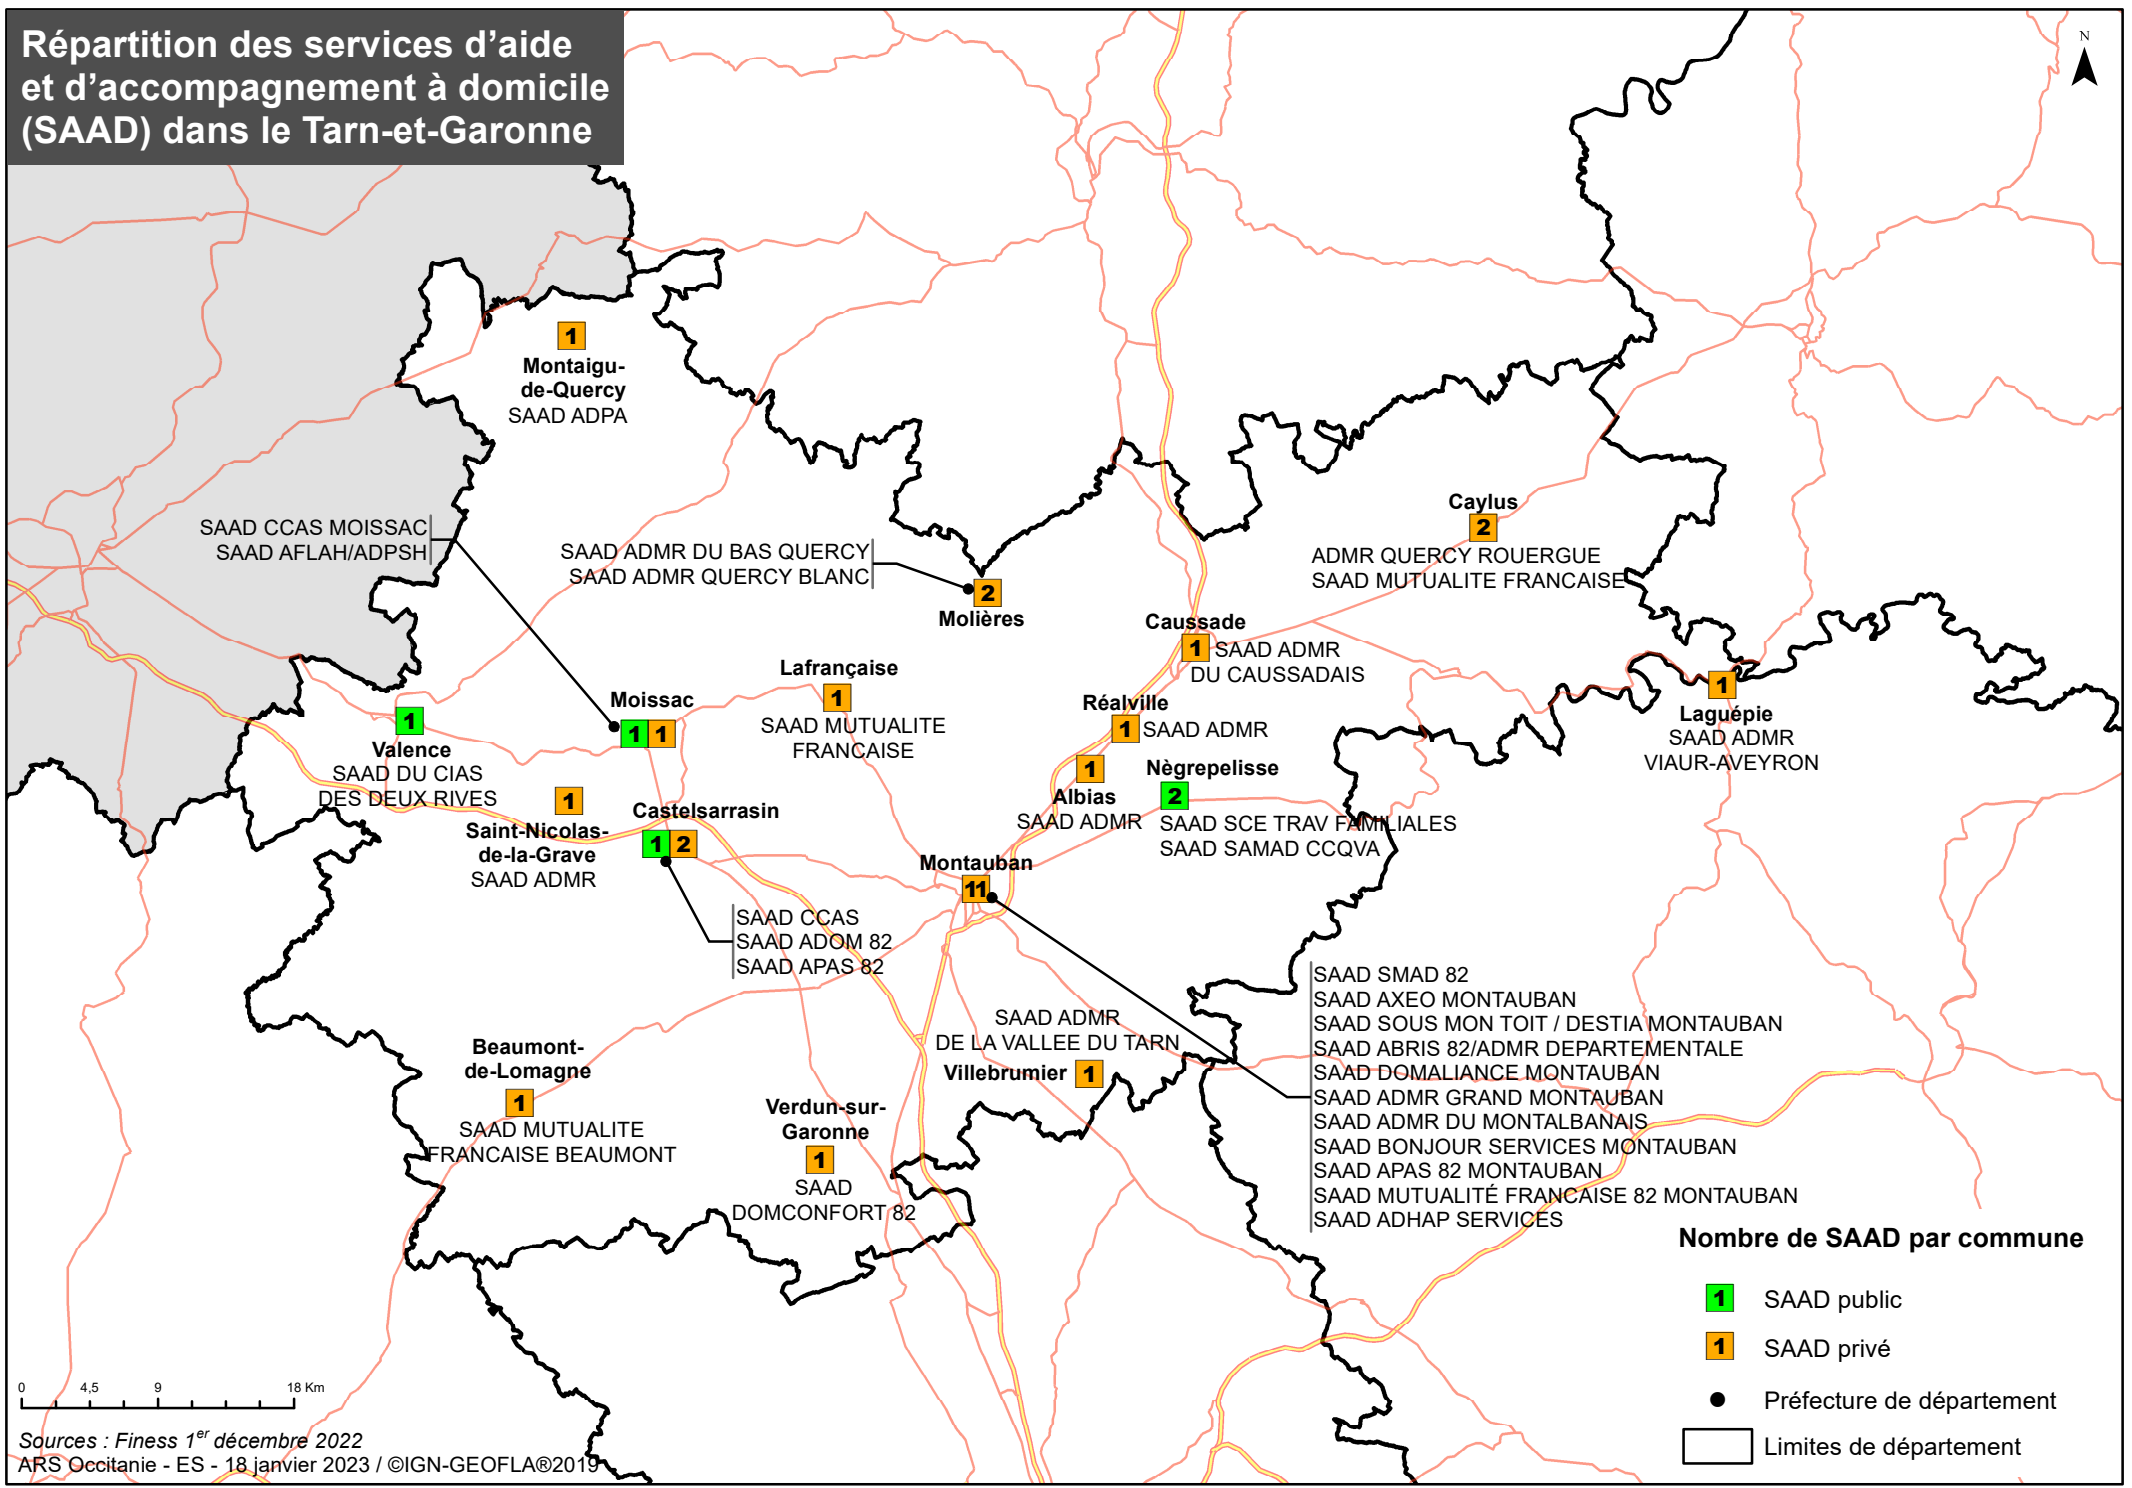 Répartition des services d'aide
et d'accompagnement à domicile
(SAAD) dans le Tarn-et-Garonne
N
1
Montaigu-
de-Quercy
SAAD ADPA
SAAD CCAS MOISSAC
SAAD AFLAH/ADPSH
SAAD ADMR DU BAS QUERCY
SAAD ADMR QUERCY BLANC
2
Molières
Caylus
2
ADMR QUERCY ROUERGUE
SAAD MUTUALITE FRANCAISE
Caussade
1
SAAD ADMR
DU CAUSSADAIS
Lafrançaise
1
SAAD MUTUALITE
FRANCAISE
Moissac
1 1
Réalville
1
SAAD ADMR
1
Laguépie
SAAD ADMR
VIAUR-AVEYRON
1
Valence
SAAD DU CIAS
DES DEUX RIVES
1
Albias
SAAD ADMR
Nègrepelisse
2
SAAD SCE TRAV FAMILIALES
SAAD SAMAD CCQVA
1
Saint-Nicolas-
de-la-Grave
SAAD ADMR
Castelsarrasin
1 2
SAAD CCAS
SAAD ADOM 82
SAAD APAS 82
Montauban
11
SAAD SMAD 82
SAAD AXEO MONTAUBAN
SAAD SOUS MON TOIT / DESTIA MONTAUBAN
SAAD ABRIS 82/ADMR DEPARTEMENTALE
SAAD DOMALIANCE MONTAUBAN
SAAD ADMR GRAND MONTAUBAN
SAAD ADMR DU MONTALBANAIS
SAAD BONJOUR SERVICES MONTAUBAN
SAAD APAS 82 MONTAUBAN
SAAD MUTUALITÉ FRANCAISE 82 MONTAUBAN
SAAD ADHAP SERVICES
SAAD ADMR
DE LA VALLEE DU TARN
Villebrumier 1
Beaumont-
de-Lomagne
1
SAAD MUTUALITE
FRANCAISE BEAUMONT
Verdun-sur-
Garonne
1
SAAD
DOMCONFORT 82
Nombre de SAAD par commune
1 SAAD public
1 SAAD privé
Préfecture de département
Limites de département
0 4,5 9 18 Km
Sources : Finess 1er décembre 2022
ARS Occitanie - ES - 18 janvier 2023 / ©IGN-GEOFLA®2019